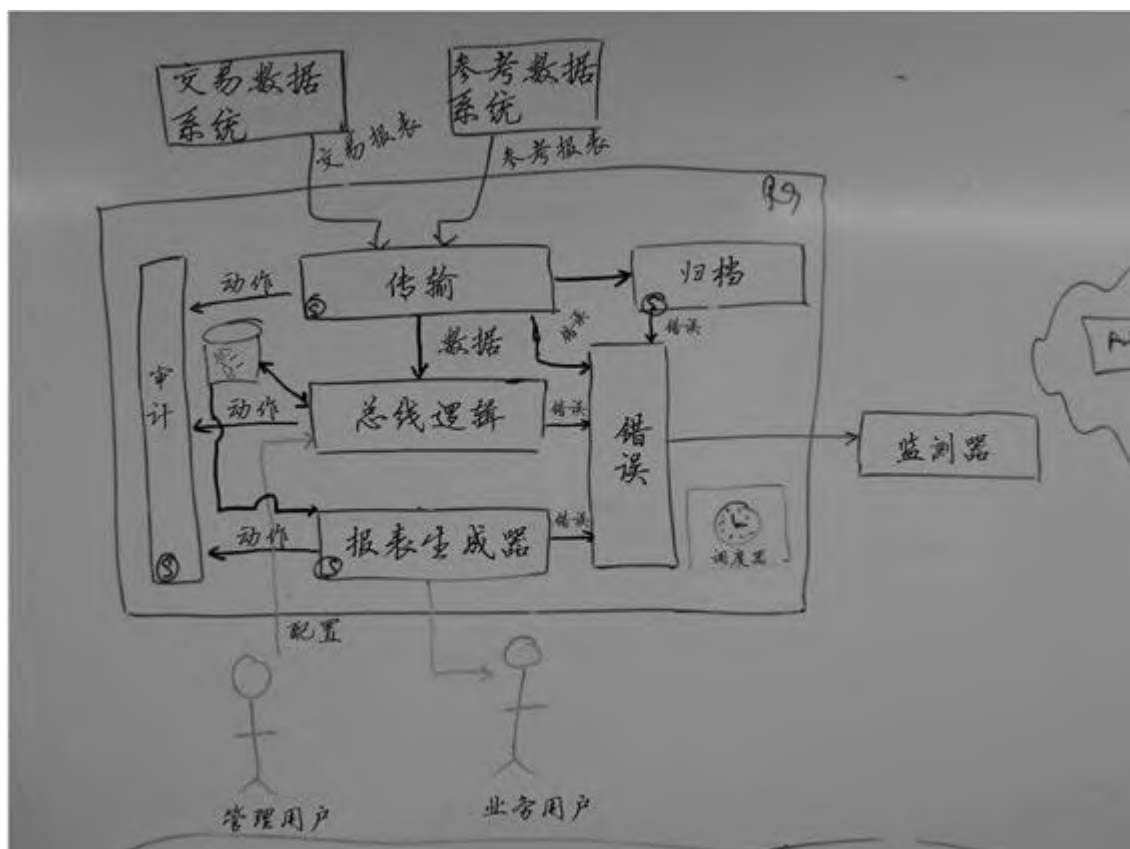 交易数据
系统
参考数据
系统
交易报表
参考报表
传输
归档
动作
S
S
错误
数据
错误
审计
动作
总线逻辑
错误
错误
监测器
动作
报表生成器
错误
调度器
S
S
配置
管理用户
业务用户